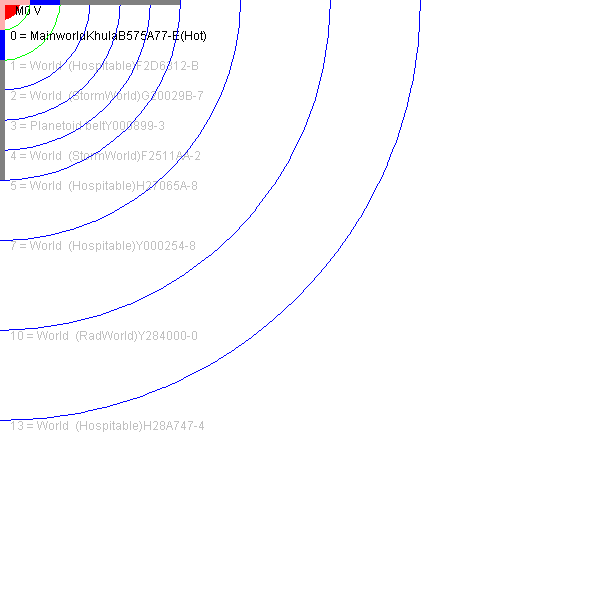 M0 V
0 = MainworldKhulaB575A77-E(Hot)
1 = World (Hospitable)F2D6312-B
2 = World (StormWorld)G20029B-7
3 = Planetoid beltY000899-3
4 = World (StormWorld)F2511AA-2
5 = World (Hospitable)H27065A-8
7 = World (Hospitable)Y000254-8
10 = World (RadWorld)Y284000-0
13 = World (Hospitable)H28A747-4